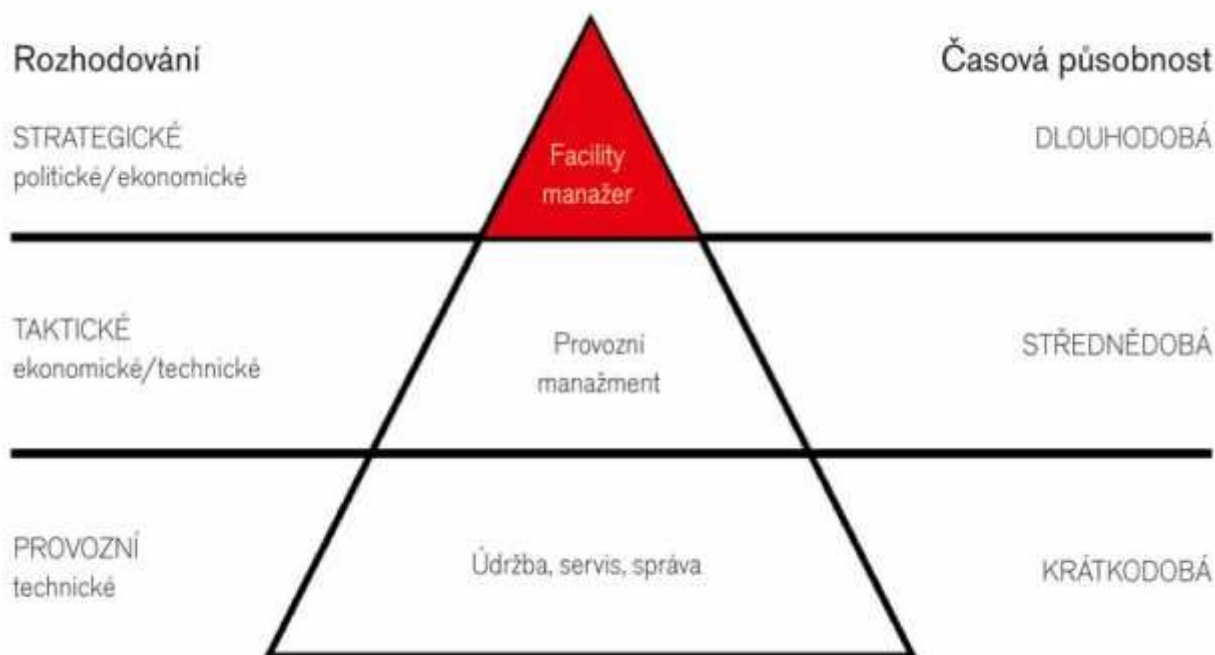 Rozhodování
Časová působnost
STRATEGICKÉ
politické/ekonomické
Facility
manažer
DLOUHODOBÁ
TAKTICKÉ
ekonomické/technické
Provozní
manažment
STŘEDNĚDOBÁ
PROVOZNÍ
technické
Údržba, servis, správa
KRÁTKODOBÁ